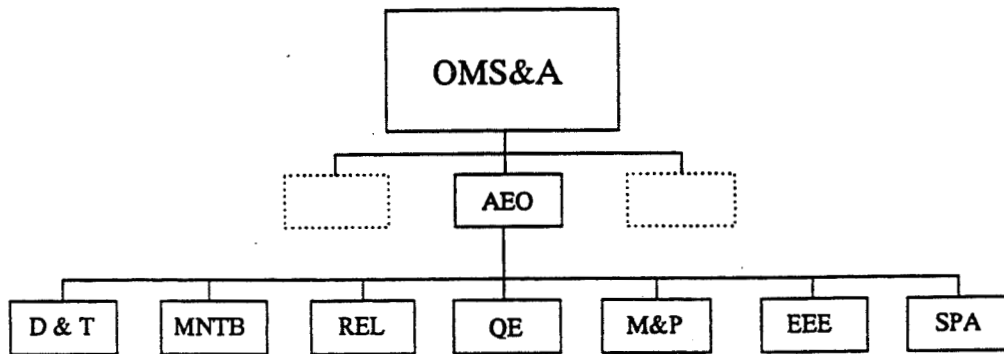 OMS&A
AEO
D & T
MNTB
REL
QE
M&P
EEE
SPA